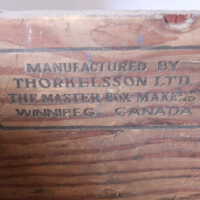 MANUFACTURED BY
THORKELSSON LTD
THE MASTER BOX MAKERS
WINNIPEG, CANADA